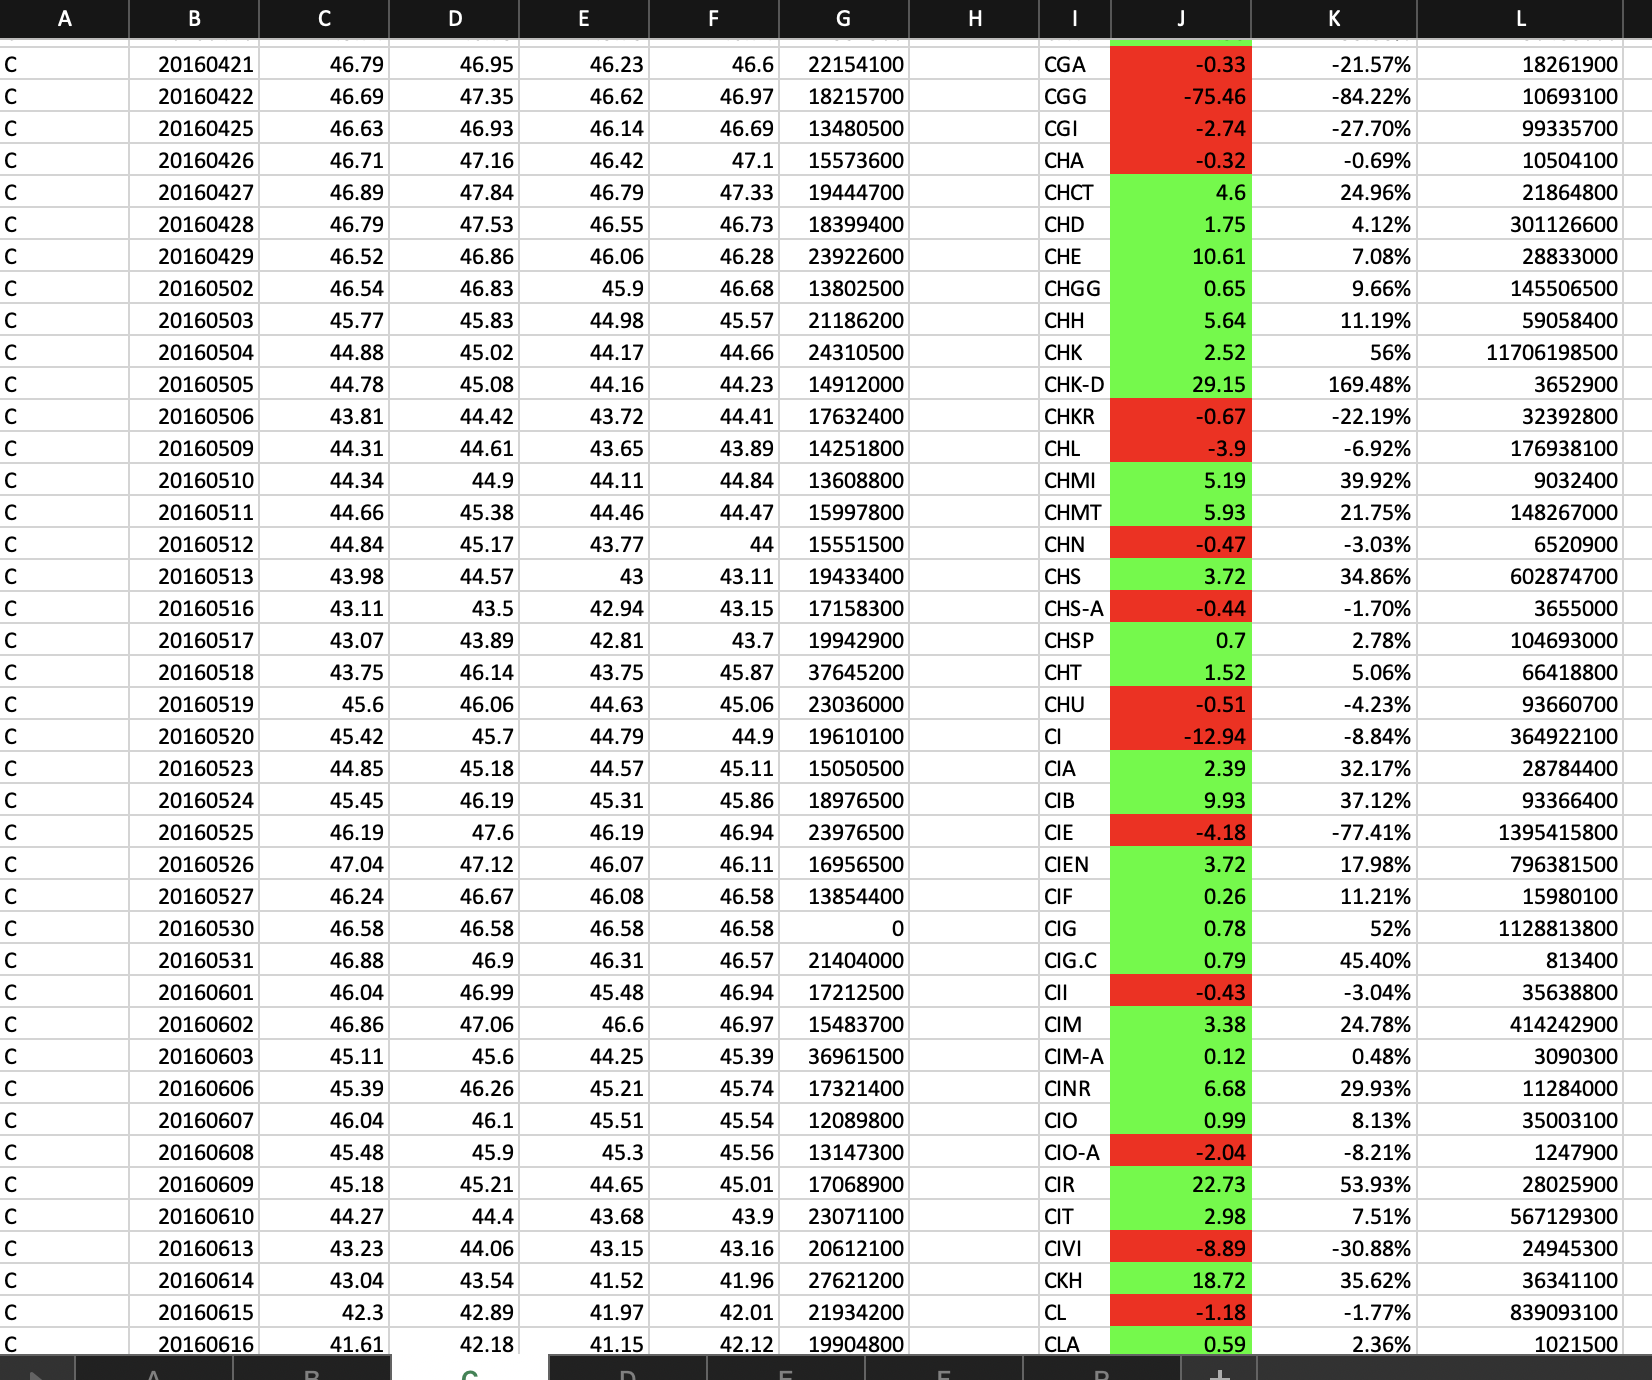 A B C D E F G H I J K L
C 20160421 46.79 46.95 46.23 46.6 22154100 CGA -0.33 -21.57% 18261900
C 20160422 46.69 47.35 46.62 46.97 18215700 CGG -75.46 -84.22% 10693100
C 20160425 46.63 46.93 46.14 46.69 13480500 CGI -2.74 -27.70% 99335700
C 20160426 46.71 47.16 46.42 47.1 15573600 CHA -0.32 -0.69% 10504100
C 20160427 46.89 47.84 46.79 47.33 19444700 CHCT 4.6 24.96% 21864800
C 20160428 46.79 47.53 46.55 46.73 18399400 CHD 1.75 4.12% 301126600
C 20160429 46.52 46.86 46.06 46.28 23922600 CHE 10.61 7.08% 28833000
C 20160502 46.54 46.83 45.9 46.68 13802500 CHGG 0.65 9.66% 145506500
C 20160503 45.77 45.83 44.98 45.57 21186200 CHH 5.64 11.19% 59058400
C 20160504 44.88 45.02 44.17 44.66 24310500 CHK 2.52 56% 11706198500
C 20160505 44.78 45.08 44.16 44.23 14912000 CHK-D 29.15 169.48% 3652900
C 20160506 43.81 44.42 43.72 44.41 17632400 CHKR -0.67 -22.19% 32392800
C 20160509 44.31 44.61 43.65 43.89 14251800 CHL -3.9 -6.92% 176938100
C 20160510 44.34 44.9 44.11 44.84 13608800 CHMI 5.19 39.92% 9032400
C 20160511 44.66 45.38 44.46 44.47 15997800 CHMT 5.93 21.75% 148267000
C 20160512 44.84 45.17 43.77 44 15551500 CHN -0.47 -3.03% 6520900
C 20160513 43.98 44.57 43 43.11 19433400 CHS 3.72 34.86% 602874700
C 20160516 43.11 43.5 42.94 43.15 17158300 CHS-A -0.44 -1.70% 3655000
C 20160517 43.07 43.89 42.81 43.7 19942900 CHSP 0.7 2.78% 104693000
C 20160518 43.75 46.14 43.75 45.87 37645200 CHT 1.52 5.06% 66418800
C 20160519 45.6 46.06 44.63 45.06 23036000 CHU -0.51 -4.23% 93660700
C 20160520 45.42 45.7 44.79 44.9 19610100 CI -12.94 -8.84% 364922100
C 20160523 44.85 45.18 44.57 45.11 15050500 CIA 2.39 32.17% 28784400
C 20160524 45.45 46.19 45.31 45.86 18976500 CIB 9.93 37.12% 93366400
C 20160525 46.19 47.6 46.19 46.94 23976500 CIE -4.18 -77.41% 1395415800
C 20160526 47.04 47.12 46.07 46.11 16956500 CIEN 3.72 17.98% 796381500
C 20160527 46.24 46.67 46.08 46.58 13854400 CIF 0.26 11.21% 15980100
C 20160530 46.58 46.58 46.58 46.58 0 CIG 0.78 52% 1128813800
C 20160531 46.88 46.9 46.31 46.57 21404000 CIG.C 0.79 45.40% 813400
C 20160601 46.04 46.99 45.48 46.94 17212500 CII -0.43 -3.04% 35638800
C 20160602 46.86 47.06 46.6 46.97 15483700 CIM 3.38 24.78% 414242900
C 20160603 45.11 45.6 44.25 45.39 36961500 CIM-A 0.12 0.48% 3090300
C 20160606 45.39 46.26 45.21 45.74 17321400 CINR 6.68 29.93% 11284000
C 20160607 46.04 46.1 45.51 45.54 12089800 CIO 0.99 8.13% 35003100
C 20160608 45.48 45.9 45.3 45.56 13147300 CIO-A -2.04 -8.21% 1247900
C 20160609 45.18 45.21 44.65 45.01 17068900 CIR 22.73 53.93% 28025900
C 20160610 44.27 44.4 43.68 43.9 23071100 CIT 2.98 7.51% 567129300
C 20160613 43.23 44.06 43.15 43.16 20612100 CIVI -8.89 -30.88% 24945300
C 20160614 43.04 43.54 41.52 41.96 27621200 CKH 18.72 35.62% 36341100
C 20160615 42.3 42.89 41.97 42.01 21934200 CL -1.18 -1.77% 839093100
C 20160616 41.61 42.18 41.15 42.12 19904800 CLA 0.59 2.36% 1021500